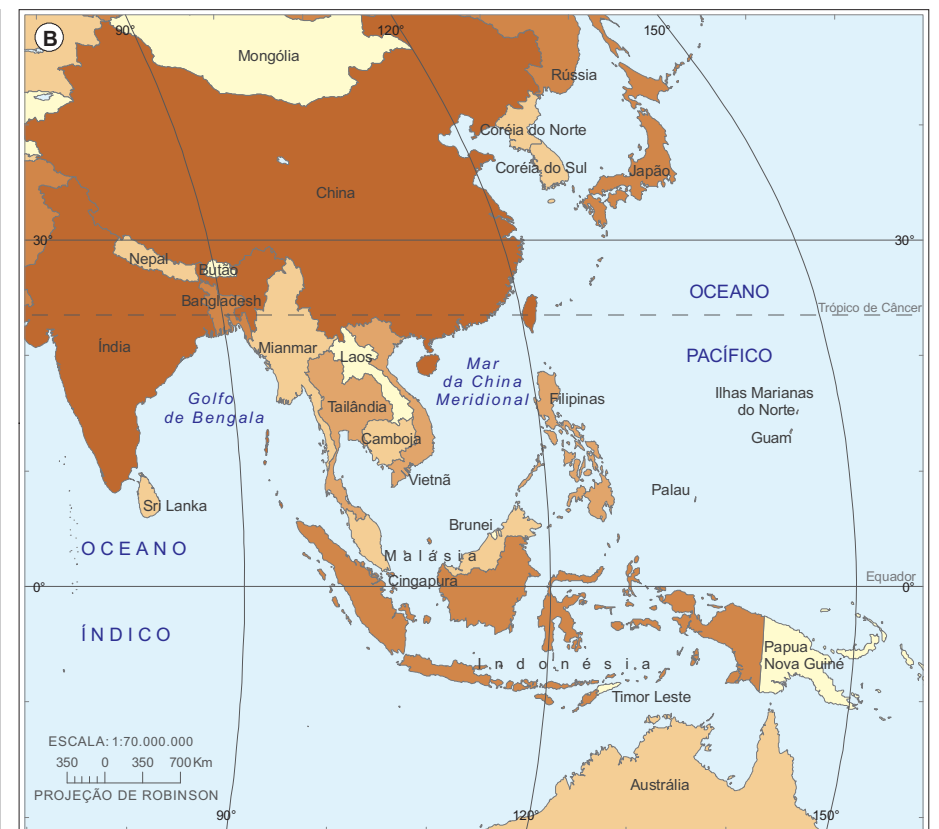 B
90°
120°
150°
Mongólia
Rússia
Coréia do Norte
Coréia do Sul
Japão
China
30°
30°
Nepal
Butão
Bangladesh
OCEANO
Trópico de Câncer
Índia
Mianmar
Laos
Mar
da China
Meridional
PACÍFICO
Golfo
de Bengala
Tailândia
Filipinas
Ilhas Marianas
do Norte
Camboja
Guam
Vietnã
Palau
Sri Lanka
Brunei
OCEANO
Malásia
Cingapura
Equador
0°
0°
ÍNDICO
Indonésia
Papua
Nova Guiné
Timor Leste
ESCALA: 1:70.000.000
350 0 350 700 Km
PROJEÇÃO DE ROBINSON
Austrália
90°
120°
150°